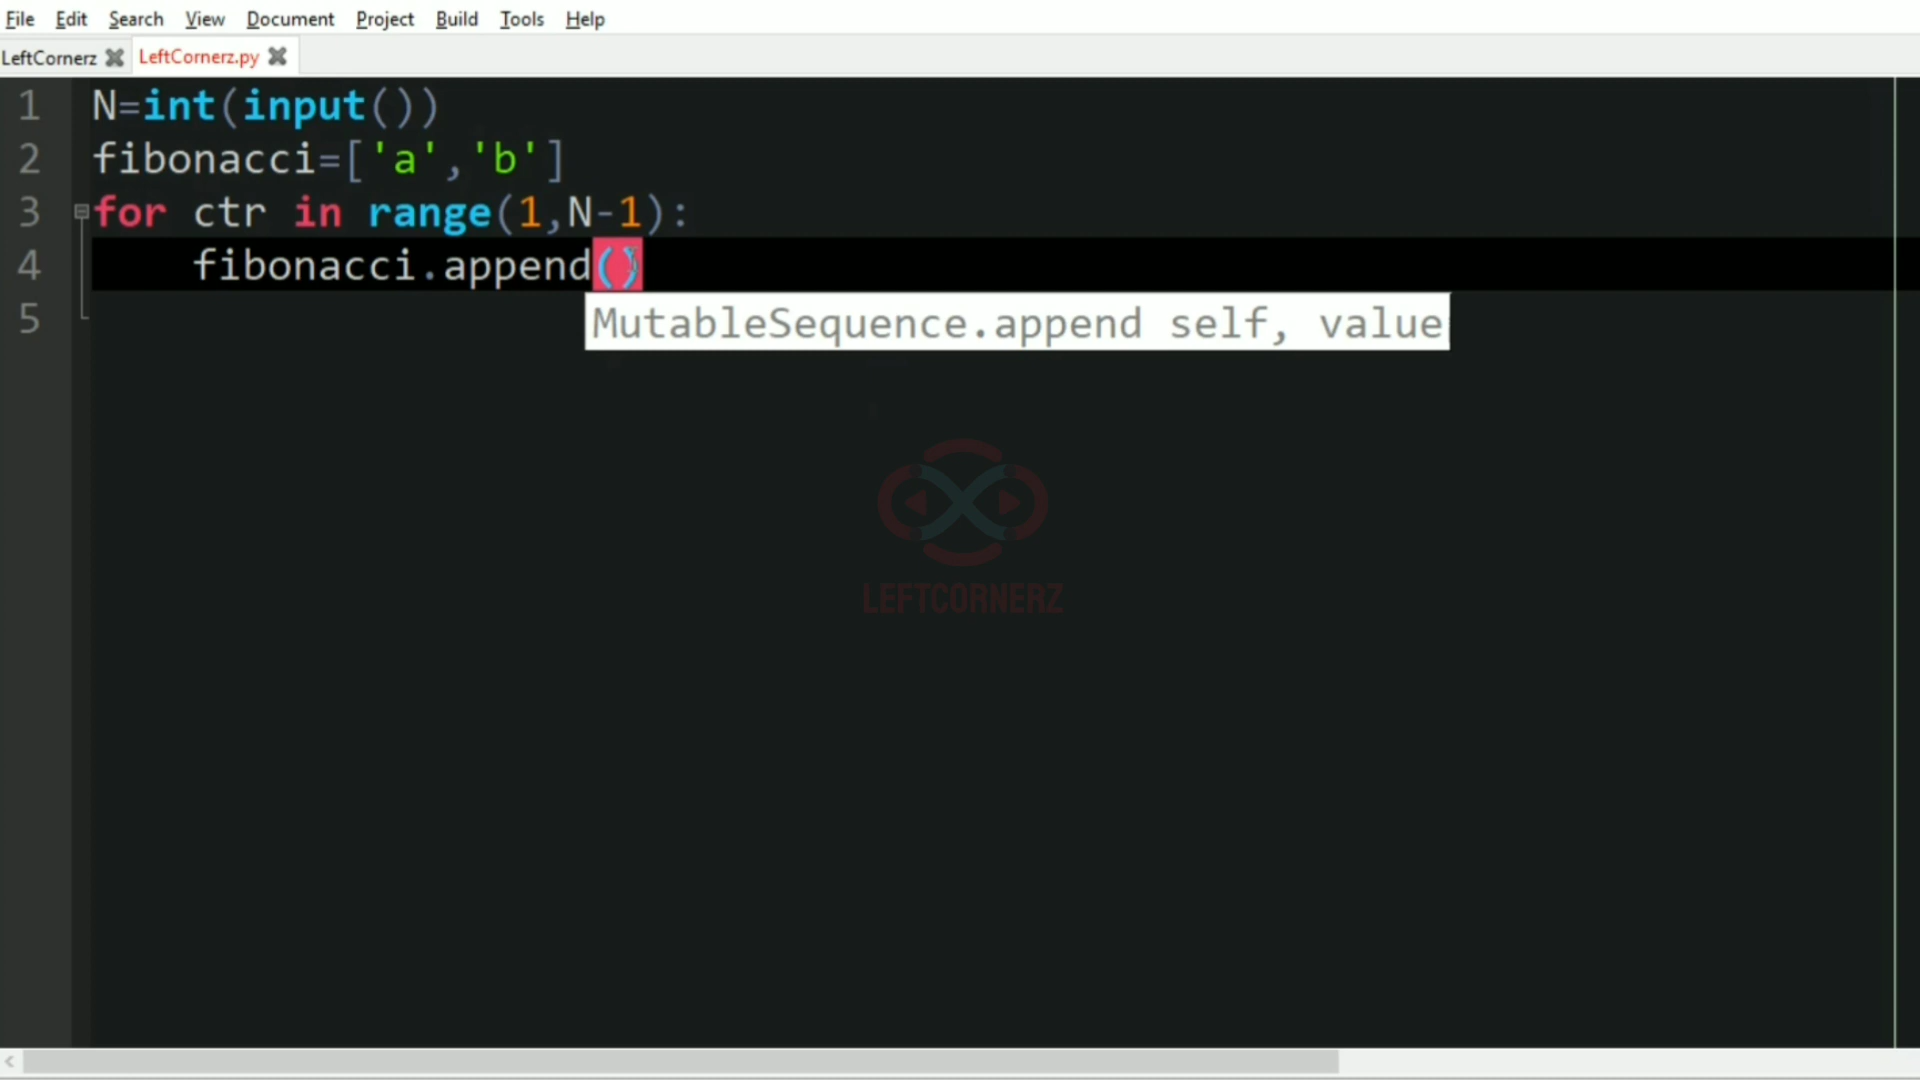 File Edit Search View Document Project Build Tools Help
LeftCornerz LeftCornerz.py
1 N=int(input())
2 fibonacci=['a','b']
3 for ctr in range(1,N-1):
4     fibonacci.append()
MutableSequence.append self, value
5
LEFTCORNERZ